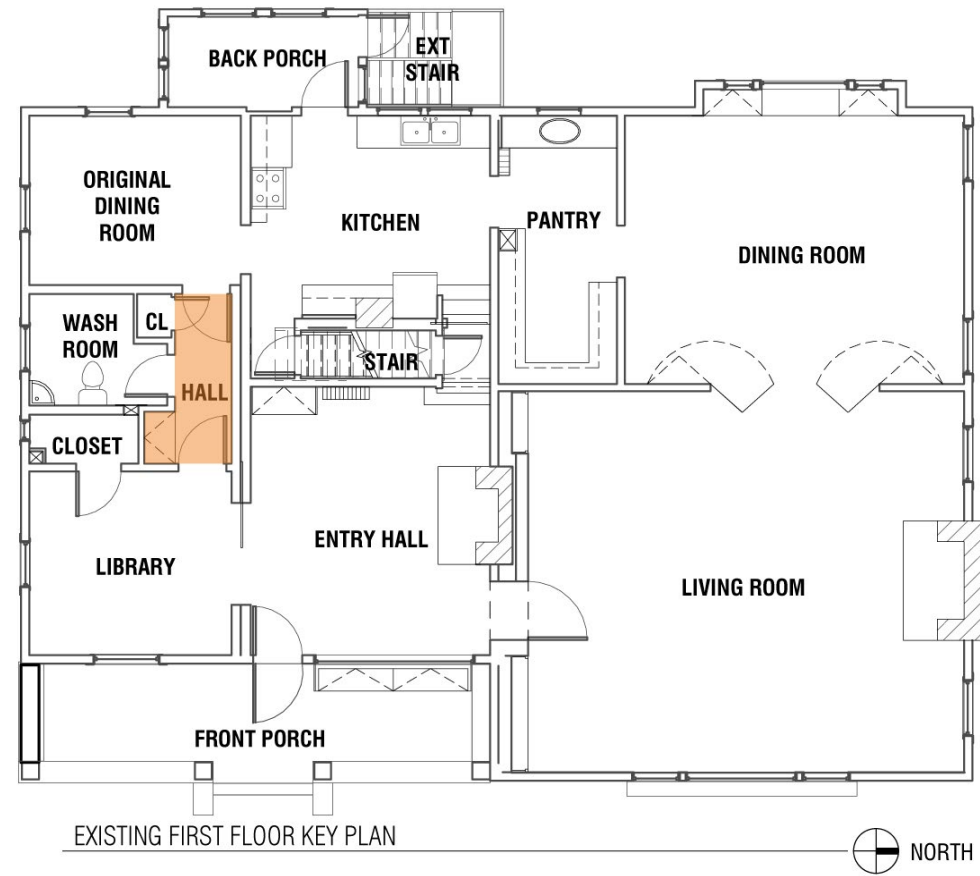 BACK PORCH
EXT
STAIR
ORIGINAL
DINING
ROOM
KITCHEN
PANTRY
DINING ROOM
WASH
ROOM
CL
HALL
STAIR
CLOSET
LIBRARY
ENTRY HALL
LIVING ROOM
FRONT PORCH
EXISTING FIRST FLOOR KEY PLAN
NORTH